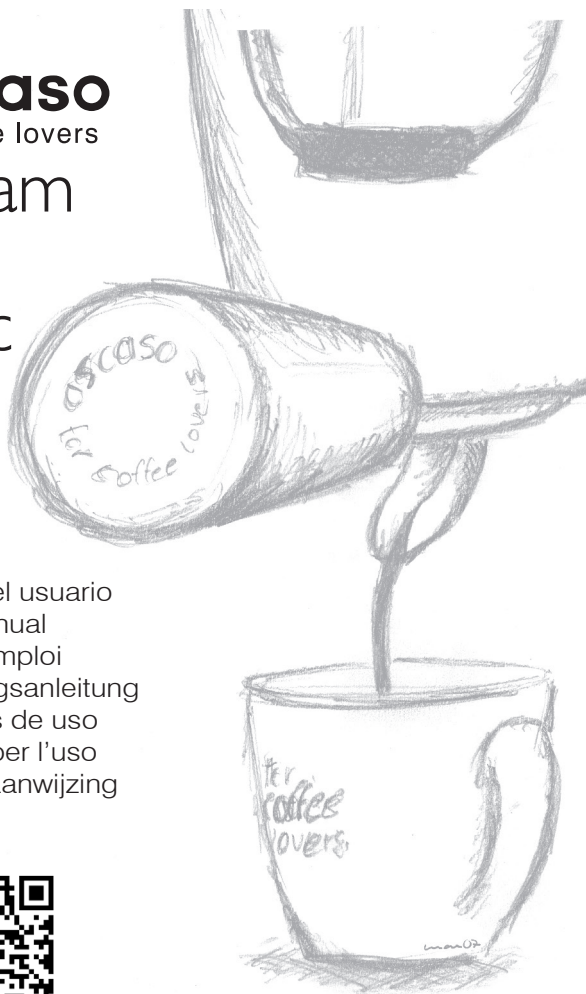 aso
e lovers
am
c
ascaso
for coffee lovers
el usuario
nual
mploi
gsanleitung
s de uso
per l'uso
aanwijzing
for
coffee
lovers.